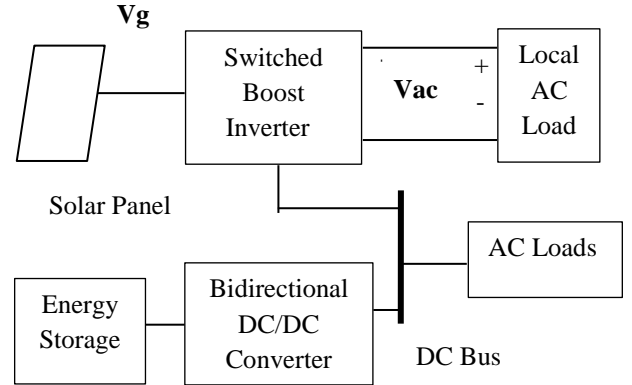 Vg
Switched
Boost
Inverter
Vac
+
-
Local
AC
Load
Solar Panel
AC Loads
Energy
Storage
Bidirectional
DC/DC
Converter
DC Bus